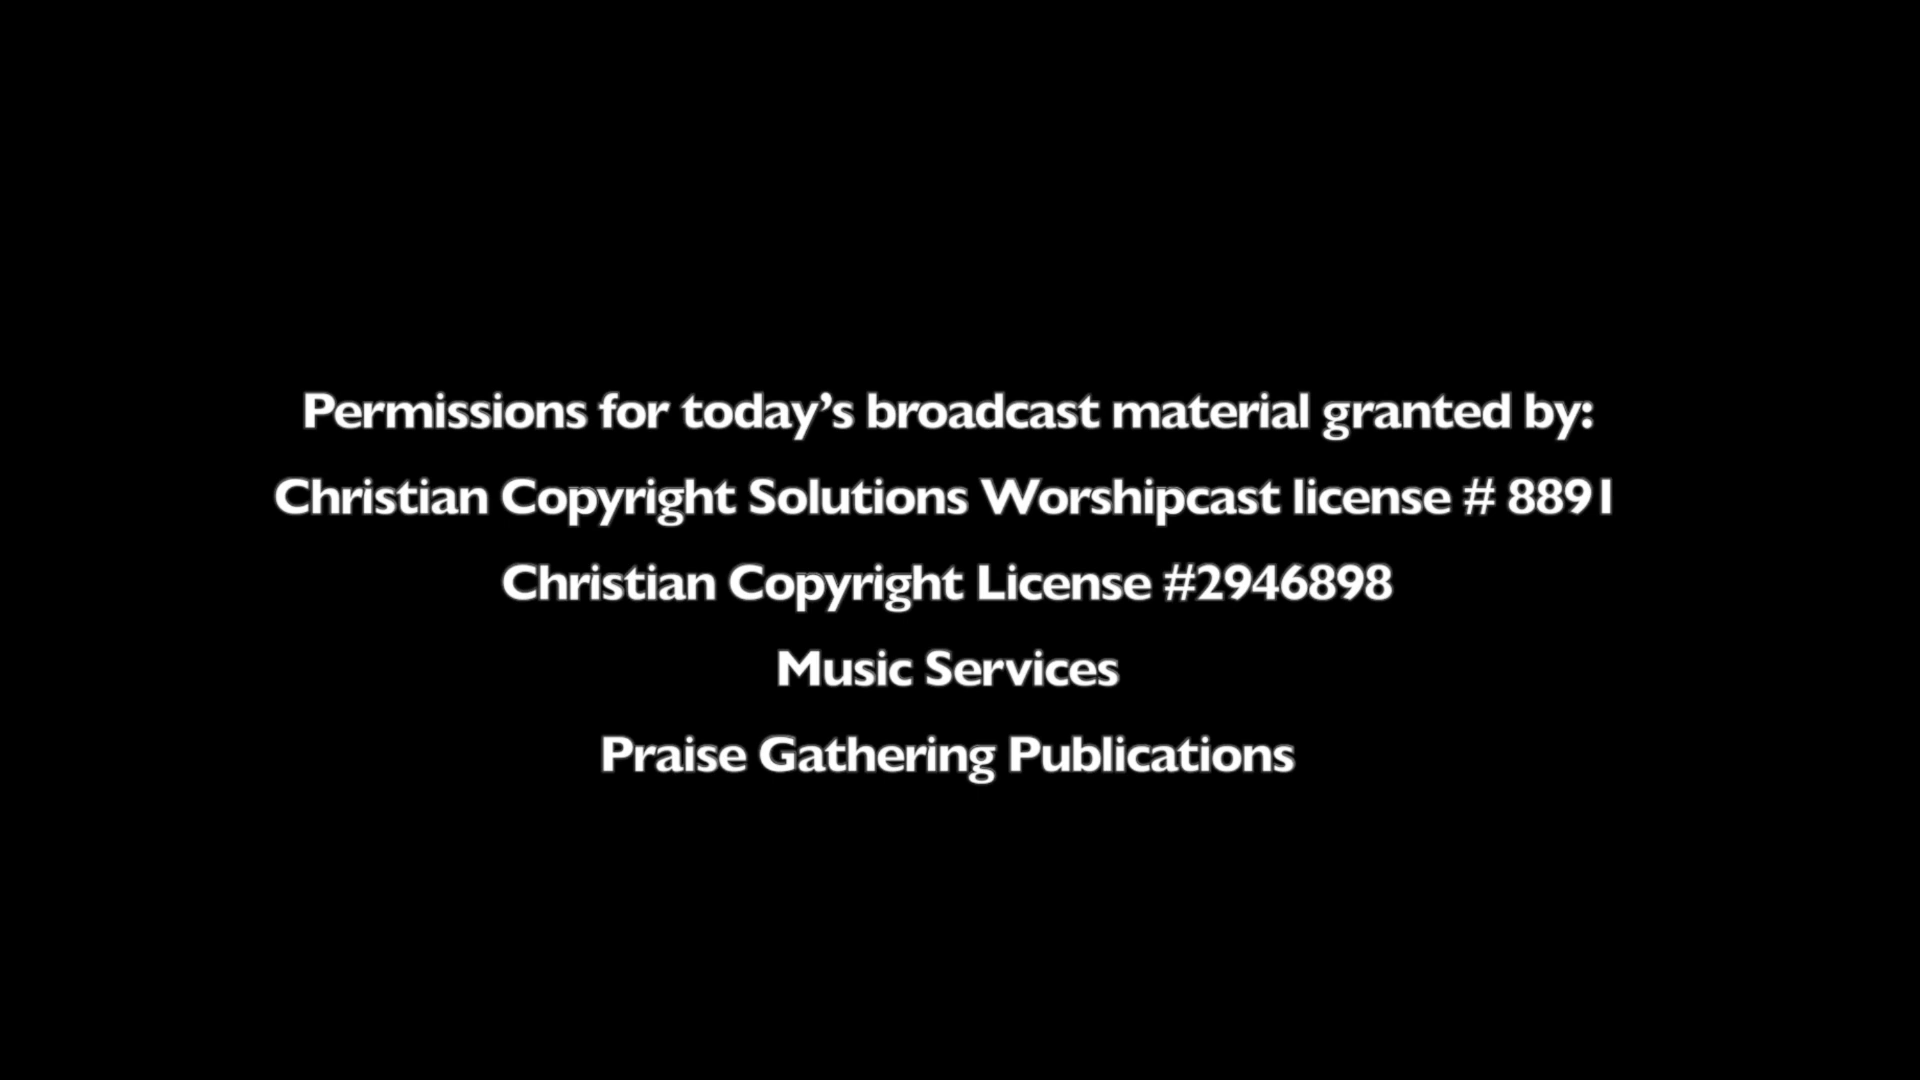 Permissions for today’s broadcast material granted by:
Christian Copyright Solutions Worshipcast license # 8891
Christian Copyright License #2946898
Music Services
Praise Gathering Publications